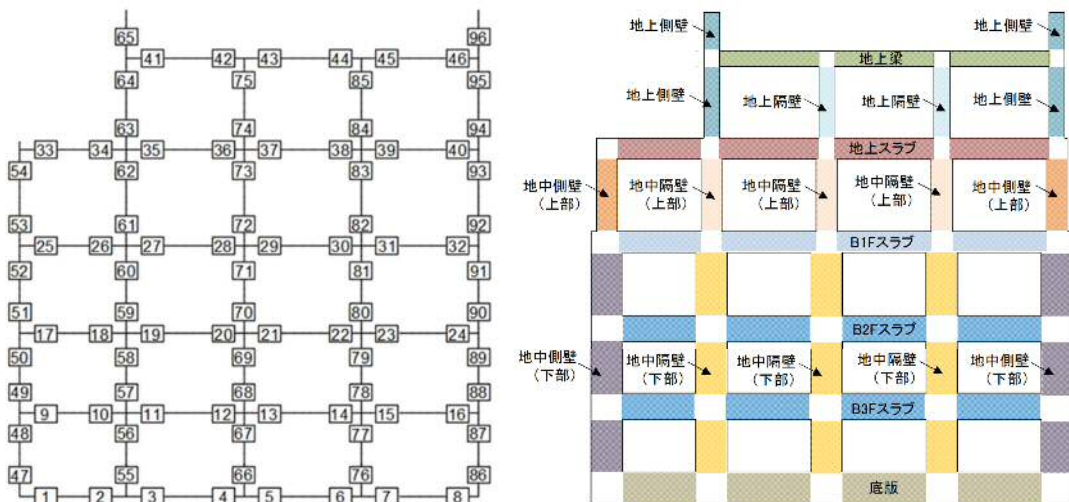 65 96
41 42 43 44 45 46
64 75 85 95
63 74 84 94
33 34 35 36 37 38 39 40
54 62 73 83 93
53 61 72 82 92
25 26 27 28 29 30 31 32
52 60 71 81 91
51 59 70 80 90
17 18 19 20 21 22 23 24
50 58 69 79 89
49 57 68 78 88
9 10 11 12 13 14 15 16
48 56 67 77 87
47 55 66 76 86
1 2 3 4 5 6 7 8
地上側壁 地上側壁
地上梁
地上側壁 地上隔壁 地上隔壁 地上側壁
地上スラブ
地中側壁
(上部)
地中隔壁
(上部)
地中隔壁
(上部)
地中隔壁
(上部)
地中側壁
(上部)
B1Fスラブ
B2Fスラブ
地中側壁
(下部)
地中隔壁
(下部)
地中隔壁
(下部)
地中隔壁
(下部)
地中側壁
(下部)
B3Fスラブ
底版